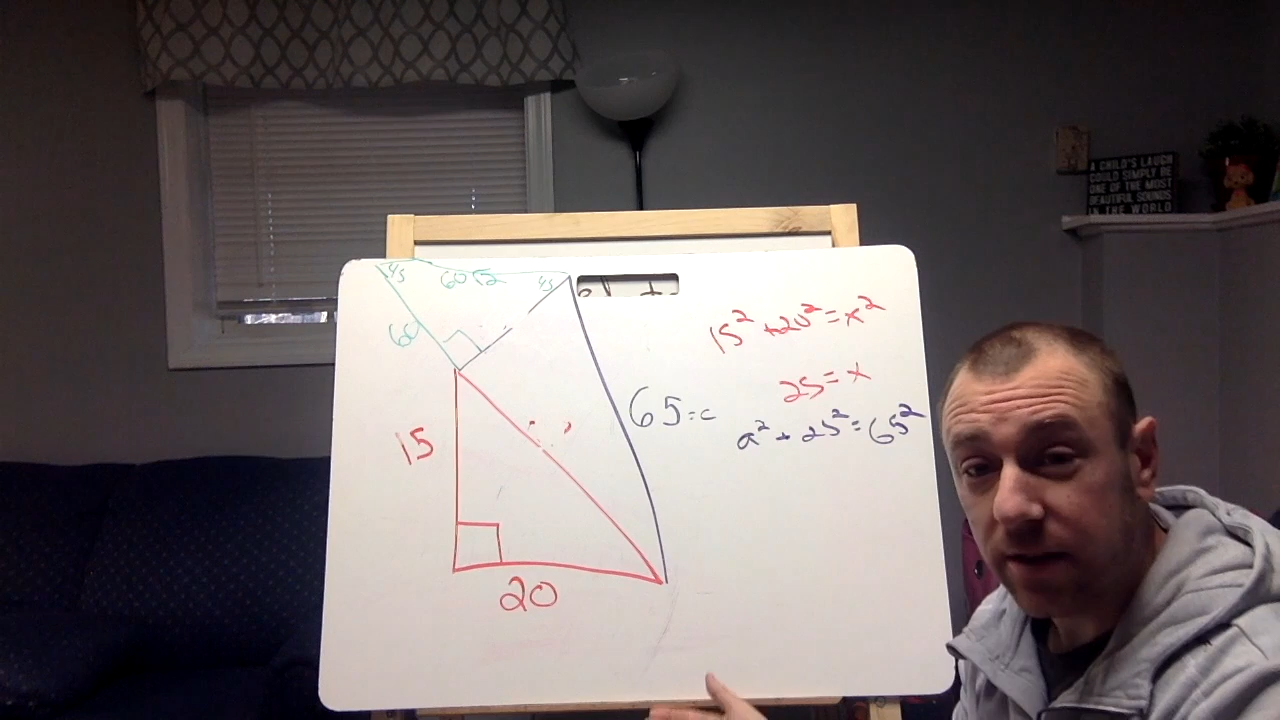 A CHILD'S LAUGH
COULD SIMPLY BE
ONE OF THE MOST
BEAUTIFUL SOUNDS
IN THE WORLD
45 60√2 45
60
15
20
65=c
15²+20²=x²
25=x
a²+25²=65²